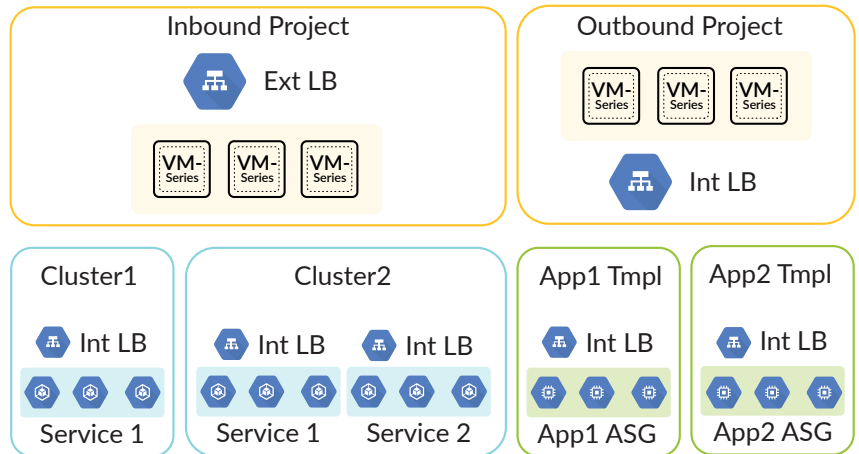 Inbound Project
Ext LB
VM-
Series
VM-
Series
VM-
Series
Outbound Project
VM-
Series
VM-
Series
VM-
Series
Int LB
Cluster1
Int LB
Service 1
Cluster2
Int LB
Service 1
Int LB
Service 2
App1 Tmpl
Int LB
App1 ASG
App2 Tmpl
Int LB
App2 ASG